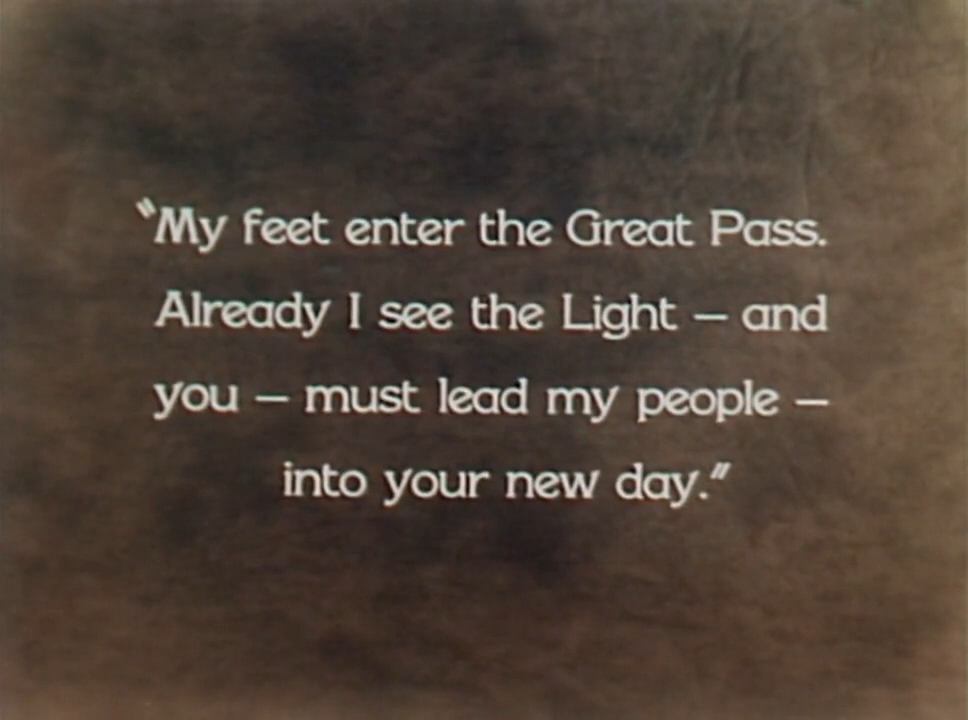 "My feet enter the Great Pass.
Already I see the Light — and
you — must lead my people —
into your new day."